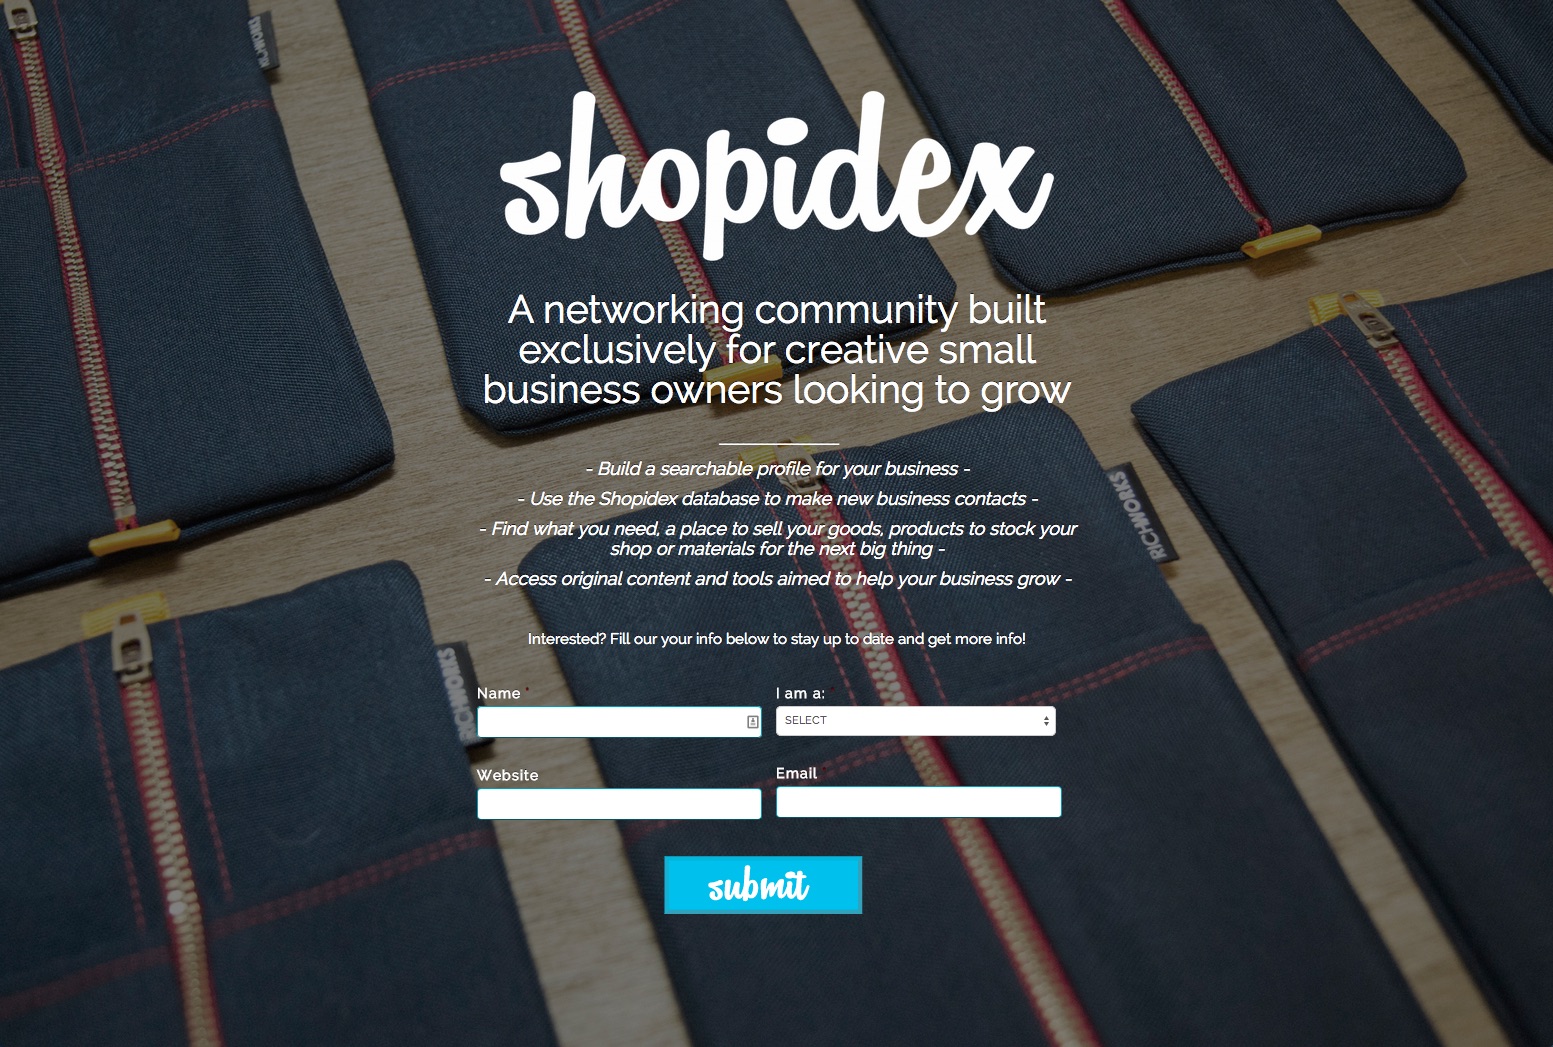 RICHWORKS
shopidex
A networking community built
exclusively for creative small
business owners looking to grow
- Build a searchable profile for your business -
- Use the Shopidex database to make new business contacts -
- Find what you need, a place to sell your goods, products to stock your
shop or materials for the next big thing -
- Access original content and tools aimed to help your business grow -
RICHWORKS
Interested? Fill our your info below to stay up to date and get more info!
RICHWORKS
Name * I am a: *
SELECT
Website Email
submit